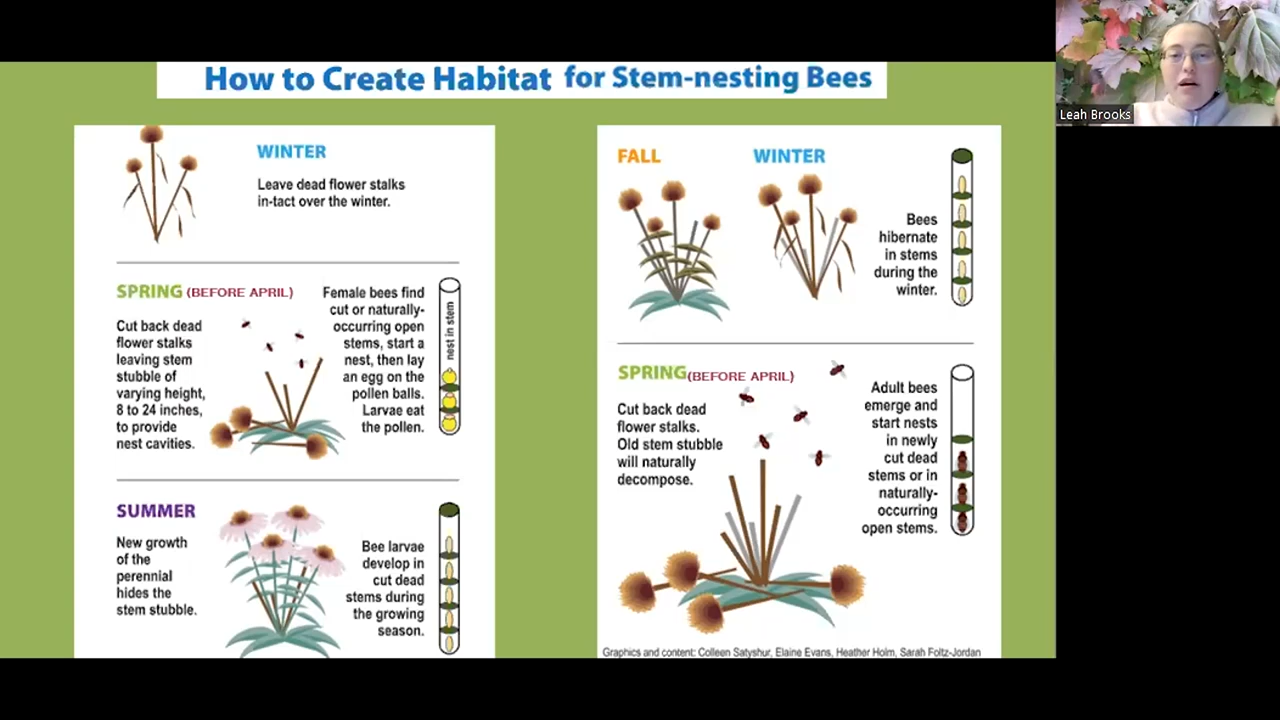 How to Create Habitat for Stem-nesting Bees
WINTER
Leave dead flower stalks
in-tact over the winter.
SPRING (BEFORE APRIL)
Cut back dead
flower stalks
leaving stem
stubble of
varying height,
8 to 24 inches,
to provide
nest cavities.
Female bees find
cut or naturally-
occurring open
stems, start a
nest, then lay
an egg on the
pollen balls.
Larvae eat
the pollen.
nest in stem
SUMMER
New growth
of the
perennial
hides the
stem stubble.
Bee larvae
develop in
cut dead
stems during
the growing
season.
FALL
WINTER
Bees
hibernate
in stems
during the
winter.
SPRING (BEFORE APRIL)
Cut back dead
flower stalks.
Old stem stubble
will naturally
decompose.
Adult bees
emerge and
start nests
in newly
cut dead
stems or in
naturally-
occurring
open stems.
Graphics and content: Colleen Satyshur, Elaine Evans, Heather Holm, Sarah Foltz-Jordan
Leah Brooks